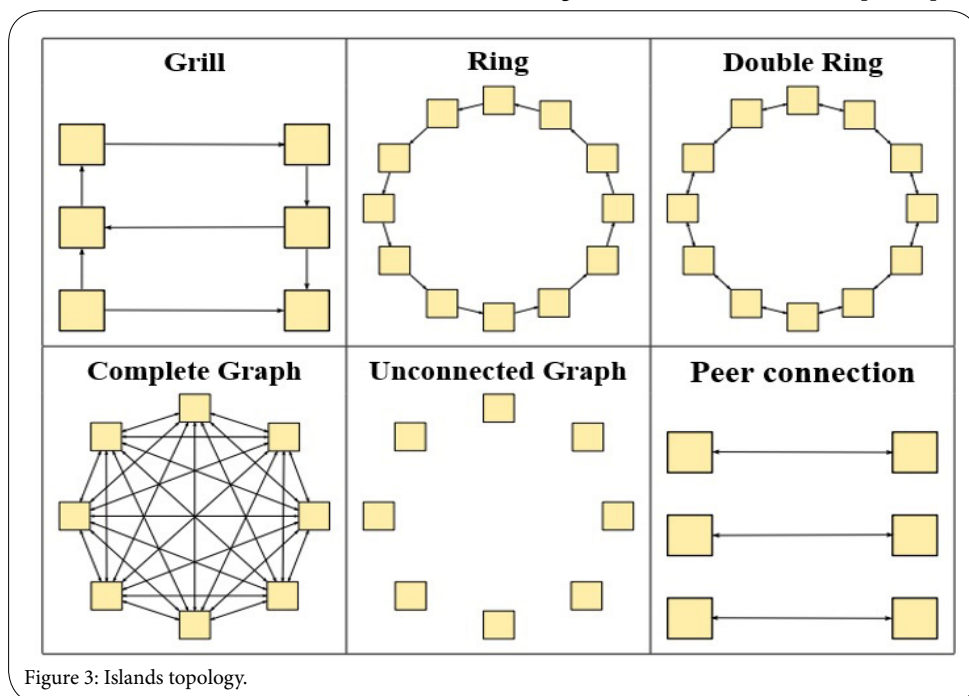 Grill
Ring
Double Ring
Complete Graph
Unconnected Graph
Peer connection
Figure 3: Islands topology.